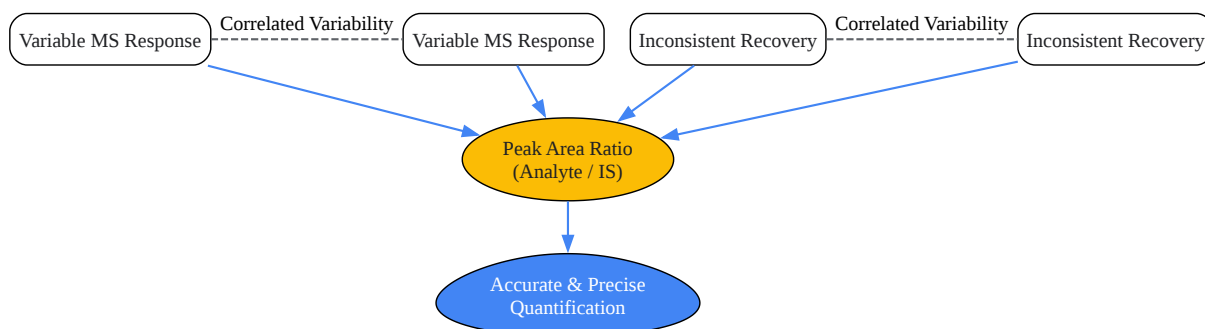 Variable MS Response
Correlated Variability
Variable MS Response
Inconsistent Recovery
Correlated Variability
Inconsistent Recovery
Peak Area Ratio
(Analyte / IS)
Accurate & Precise
Quantification